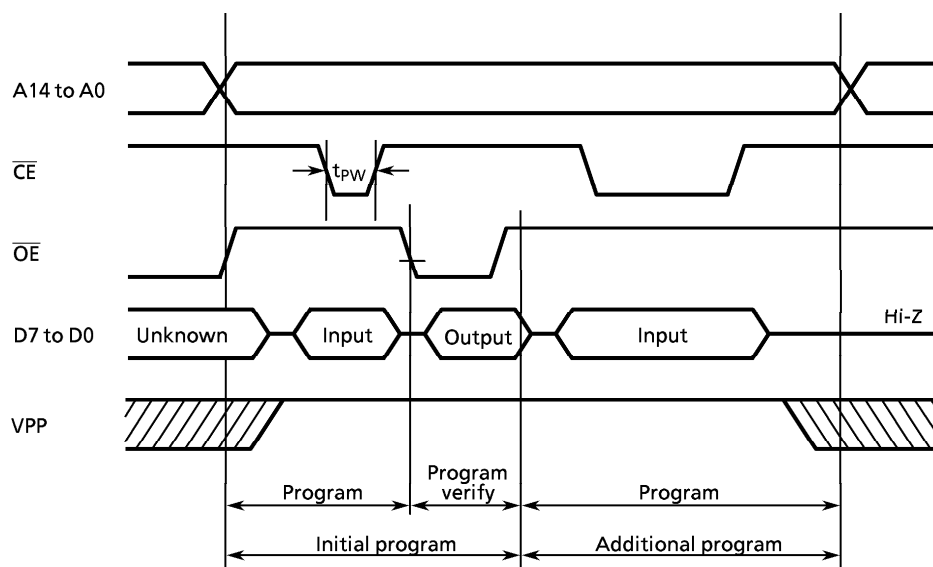 A14 to A0
CE
tPW
OE
D7 to D0
Unknown
Input
Output
Input
Hi-Z
VPP
Program
Program
verify
Program
Initial program
Additional program